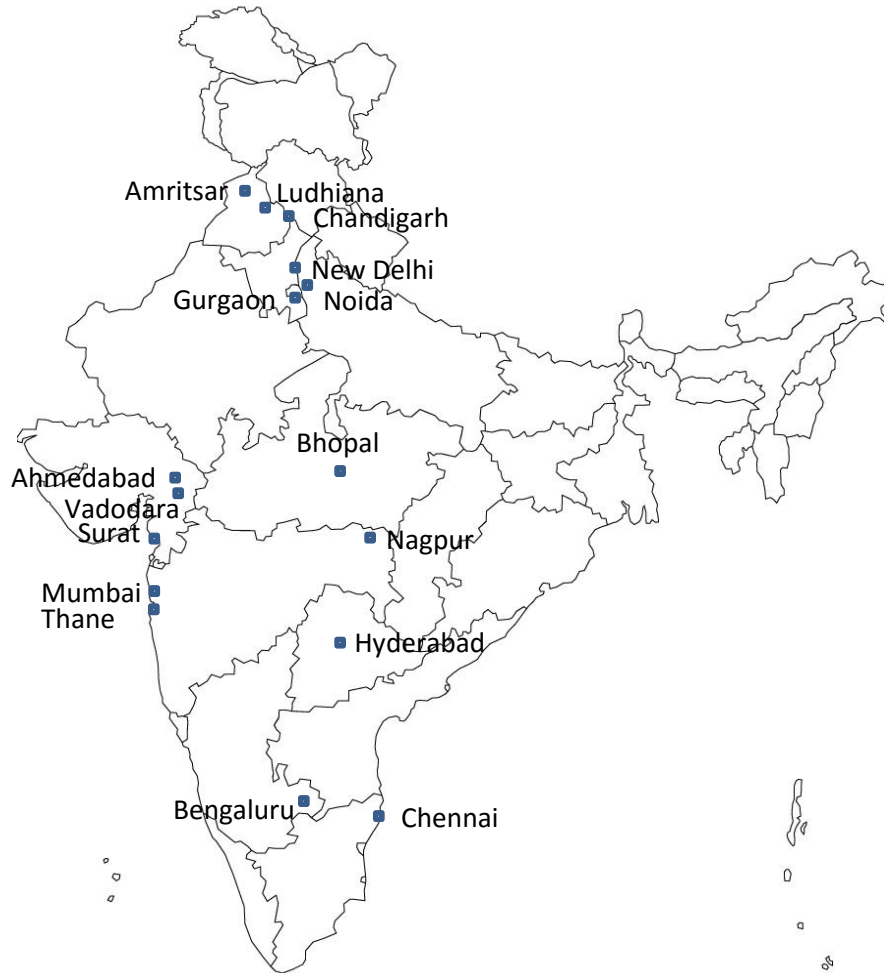 Amritsar
Ludhiana
Chandigarh
New Delhi
Gurgaon
Noida
Bhopal
Ahmedabad
Vadodara
Surat
Nagpur
Mumbai
Thane
Hyderabad
Bengaluru
Chennai